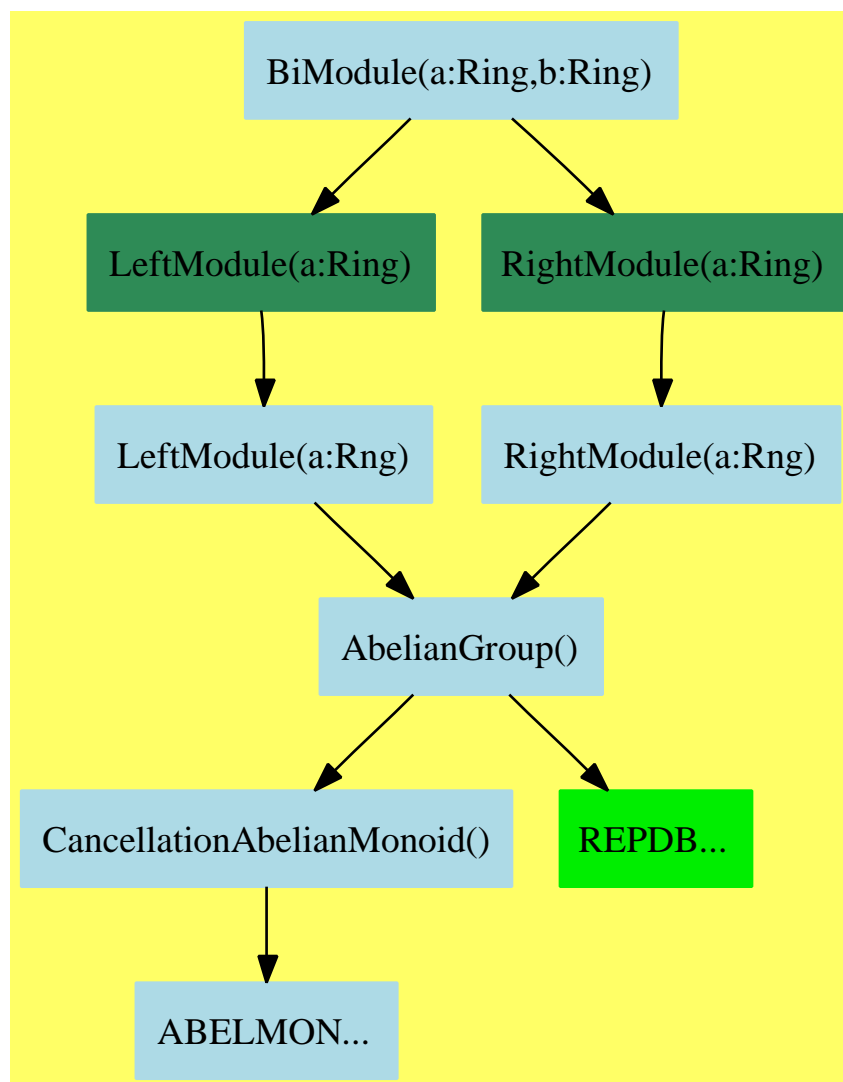 BiModule(a:Ring,b:Ring)
LeftModule(a:Ring)
RightModule(a:Ring)
LeftModule(a:Rng)
RightModule(a:Rng)
AbelianGroup()
CancellationAbelianMonoid()
REPDB...
ABELMON...